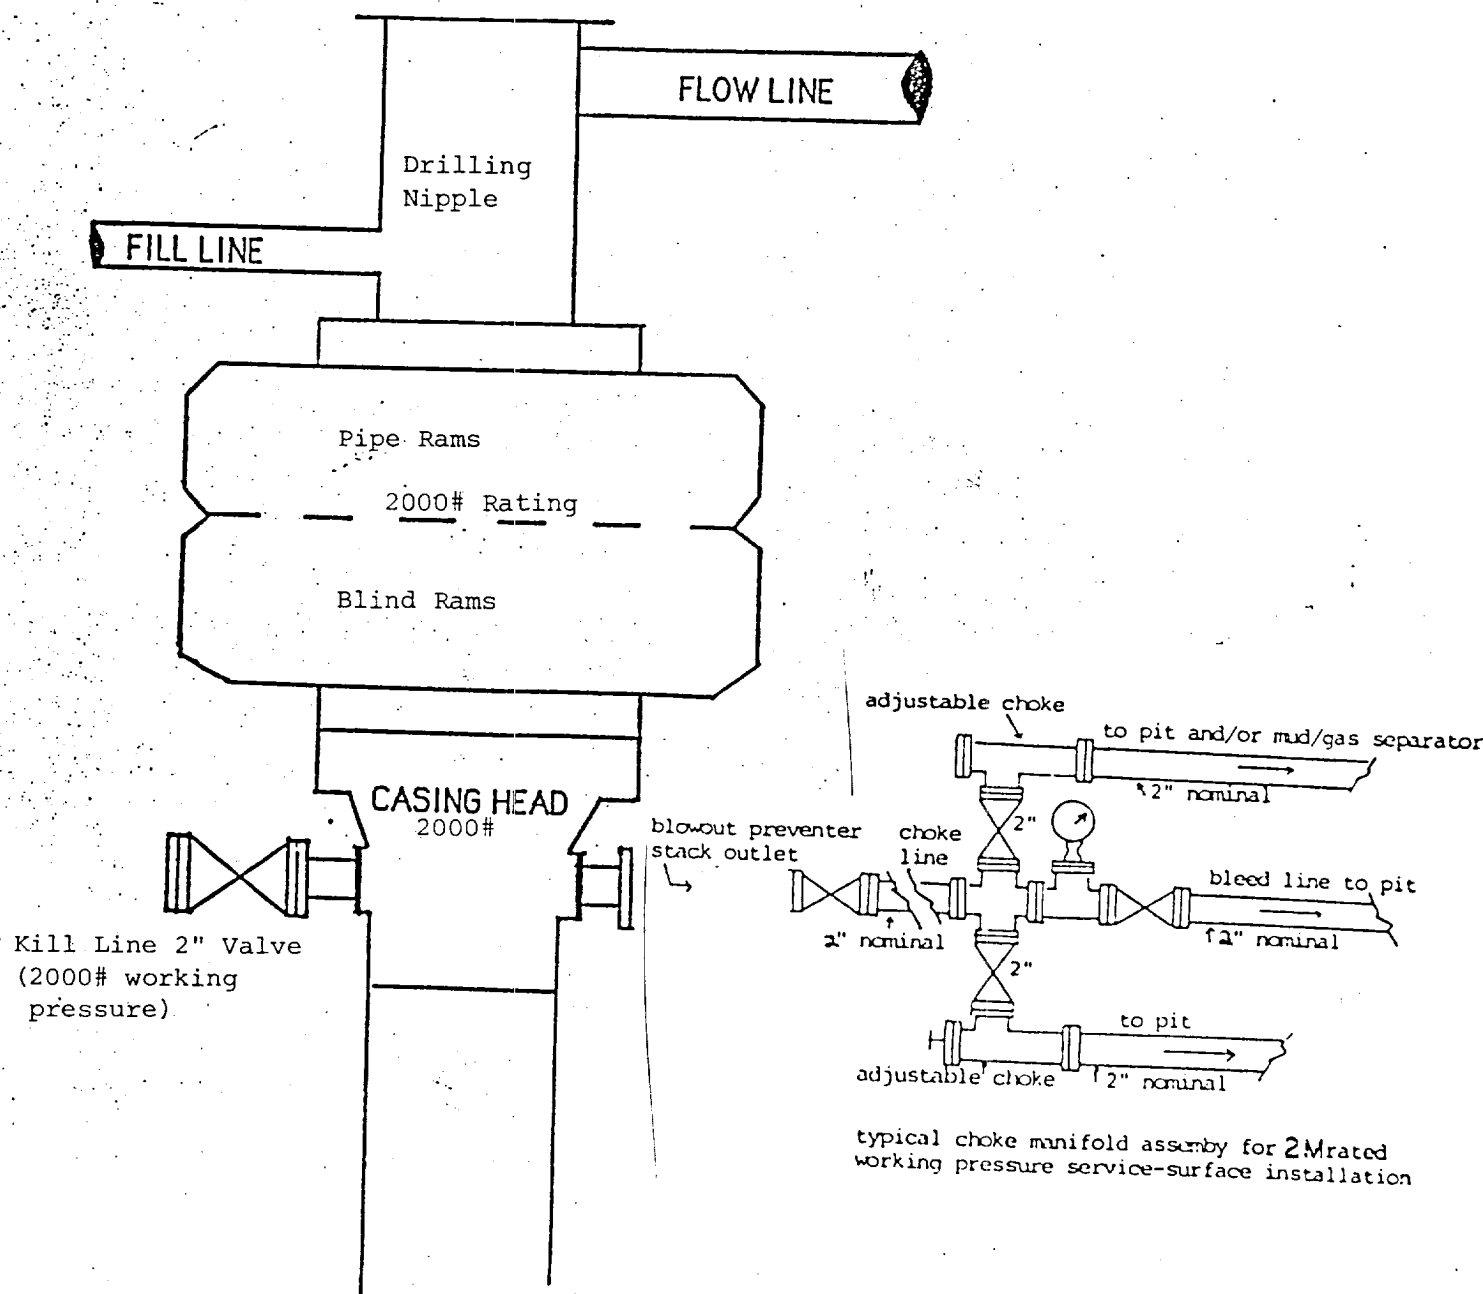 FLOW LINE
Drilling
Nipple
FILL LINE
Pipe Rams
2000# Rating
Blind Rams
CASING HEAD
2000#
Kill Line 2" Valve
(2000# working
pressure)
blowout preventer
stack outlet
adjustable choke
to pit and/or mud/gas separator
2" nominal
2"
choke
line
bleed line to pit
2" nominal
2" nominal
2"
to pit
adjustable choke
2" nominal
typical choke manifold assemby for 2Mrated
working pressure service-surface installation